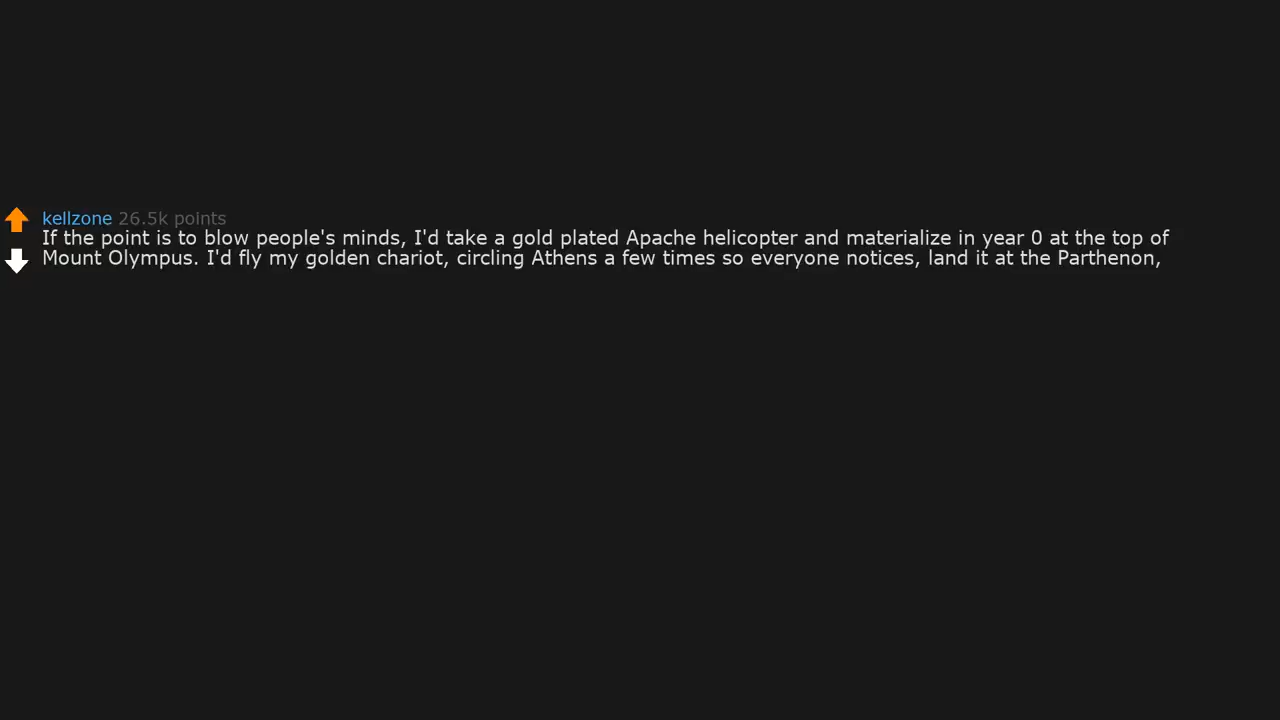 kellzone 26.5k points
If the point is to blow people's minds, I'd take a gold plated Apache helicopter and materialize in year 0 at the top of
Mount Olympus. I'd fly my golden chariot, circling Athens a few times so everyone notices, land it at the Parthenon,